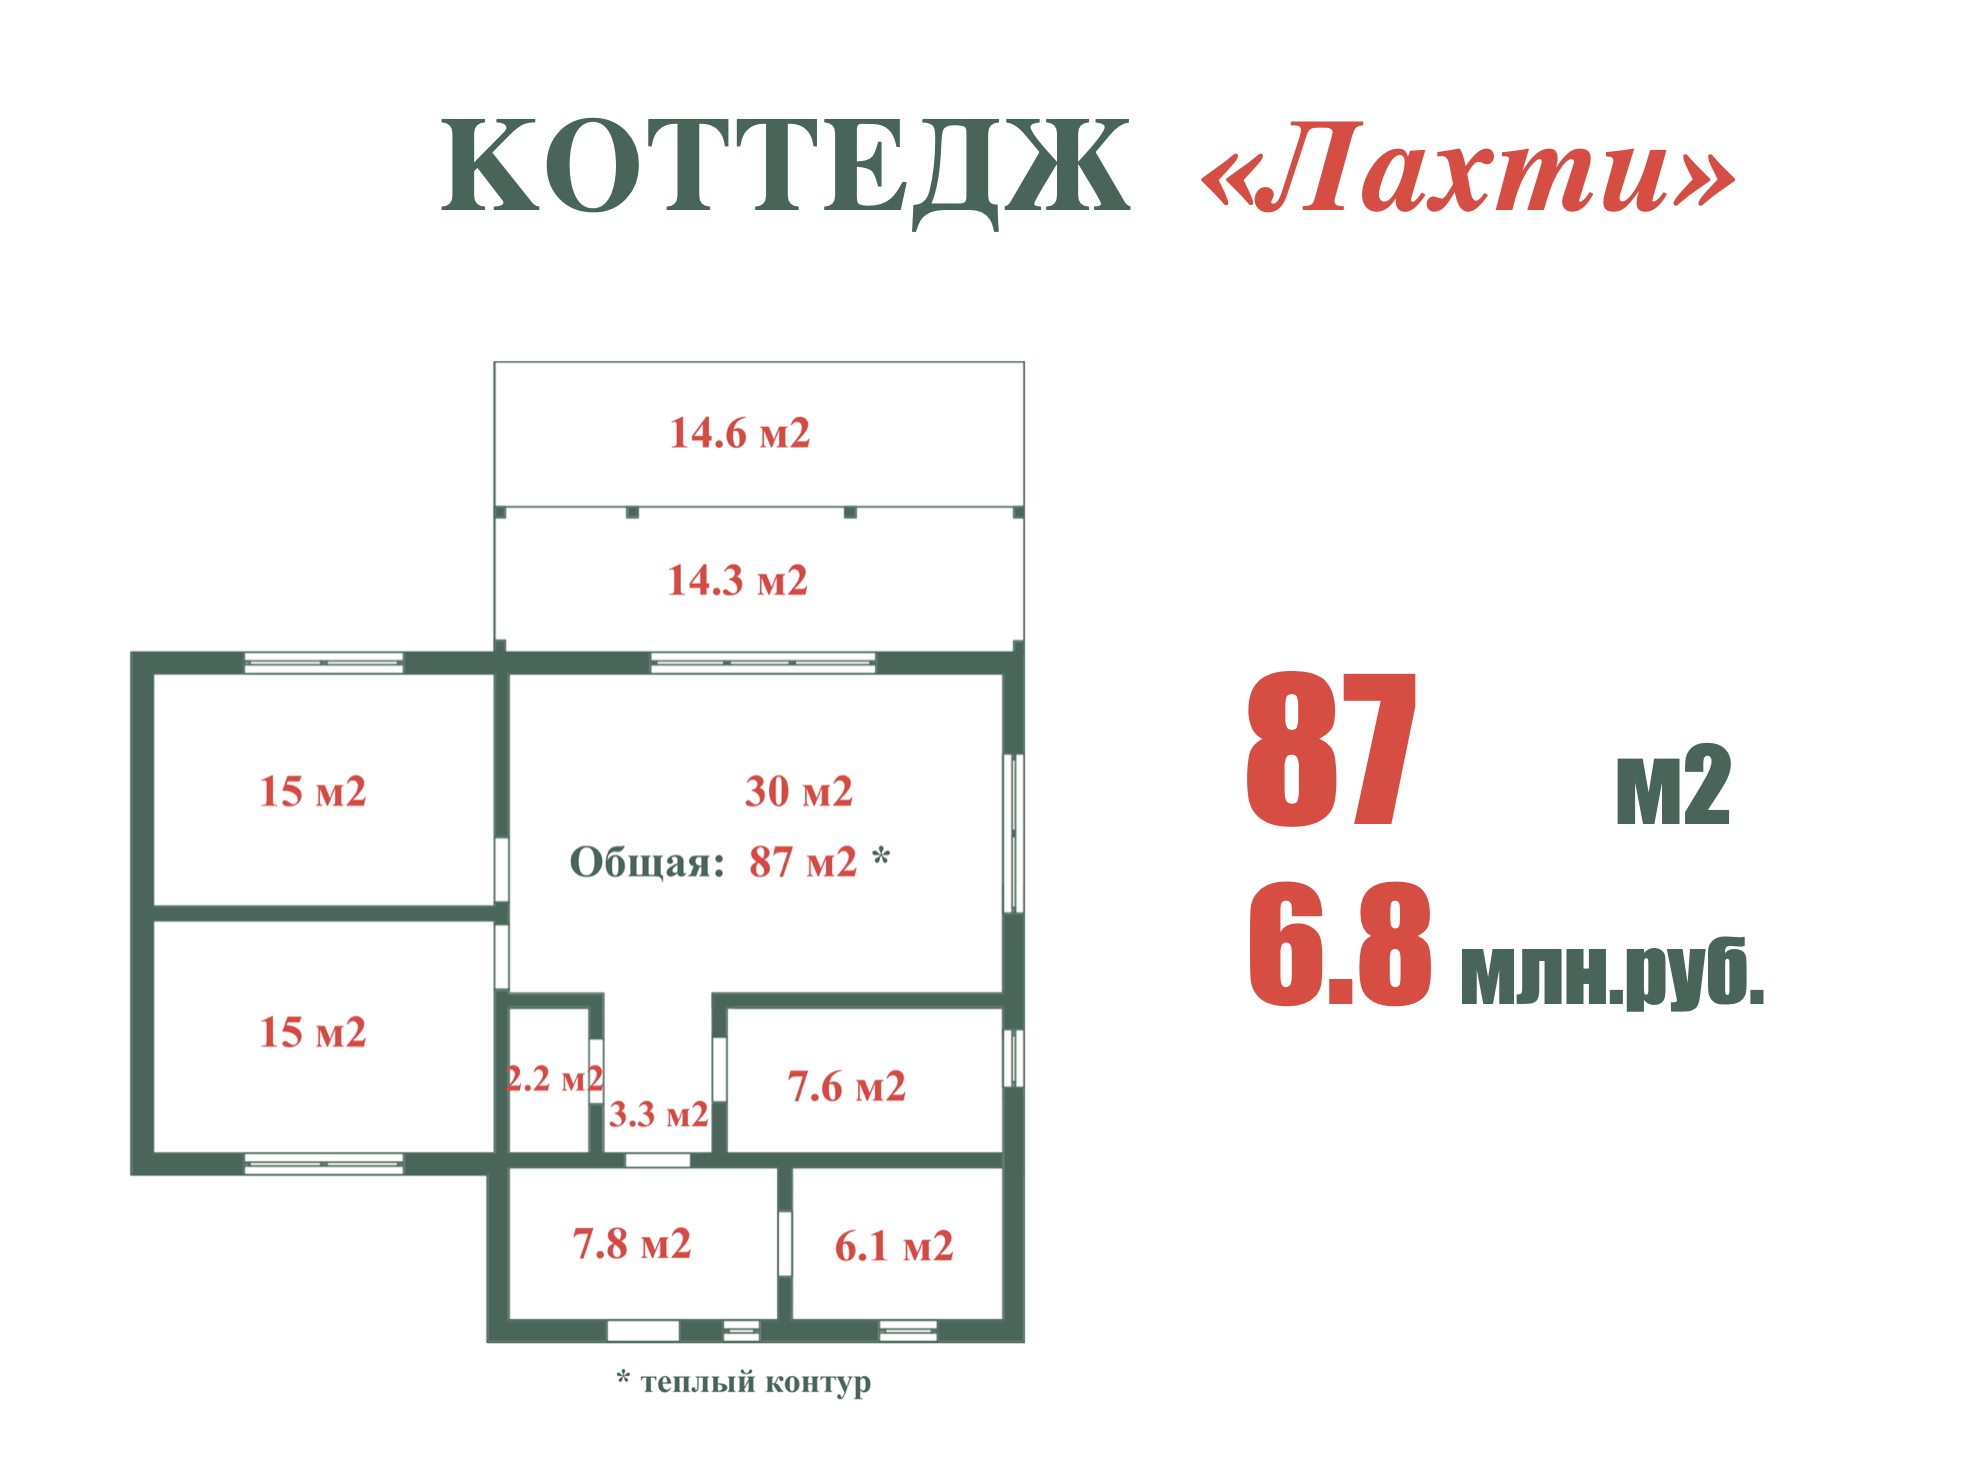 КОТТЕДЖ «Лахти»
14.6 м2
14.3 м2
15 м2
30 м2
Общая: 87 м2 *
87 м2
6.8 млн.руб.
15 м2
2.2 м2
3.3 м2
7.6 м2
7.8 м2
6.1 м2
* теплый контур